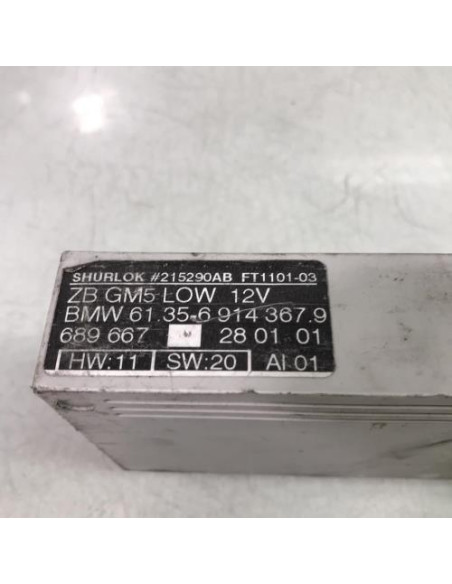 SHURLOK #215290AB FT1101-03
ZB GM5 LOW 12V
BMW 61.35-6 914 367.9
689 667 28 01 01
HW:11 SW:20 AI 01